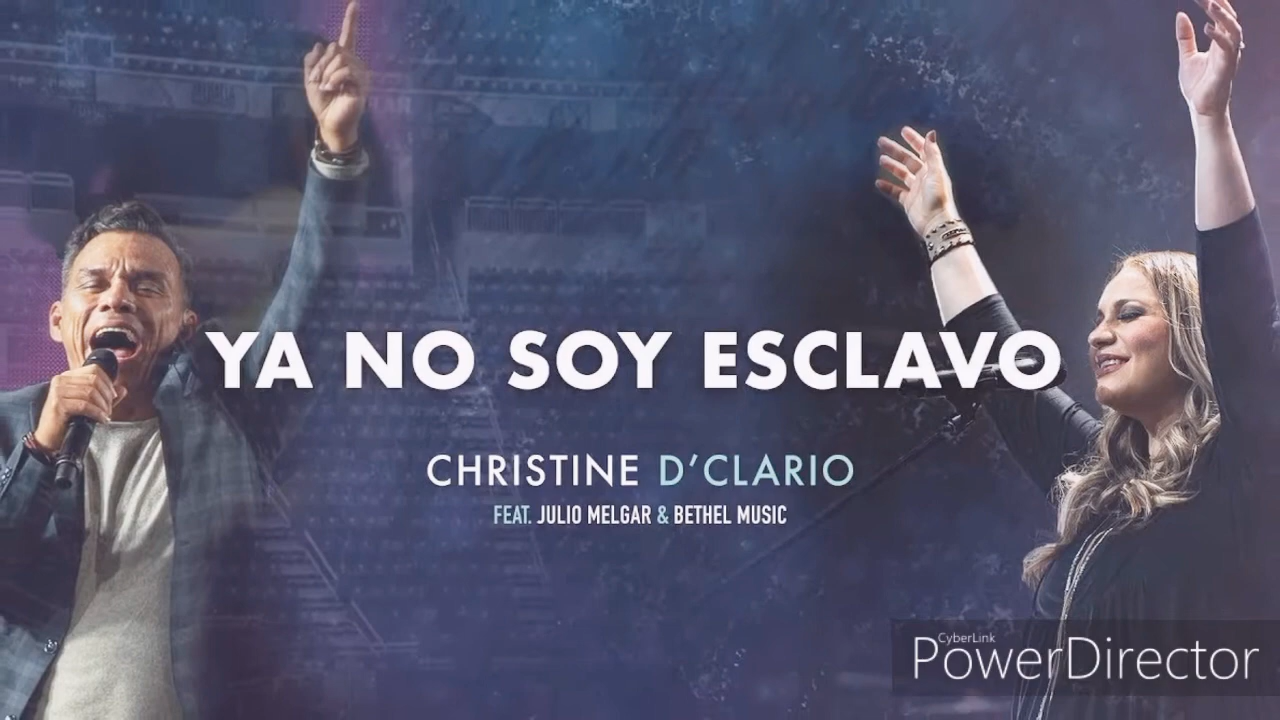 YA NO SOY ESCLAVO
CHRISTINE D'CLARIO
FEAT. JULIO MELGAR & BETHEL MUSIC
CyberLink
PowerDirector